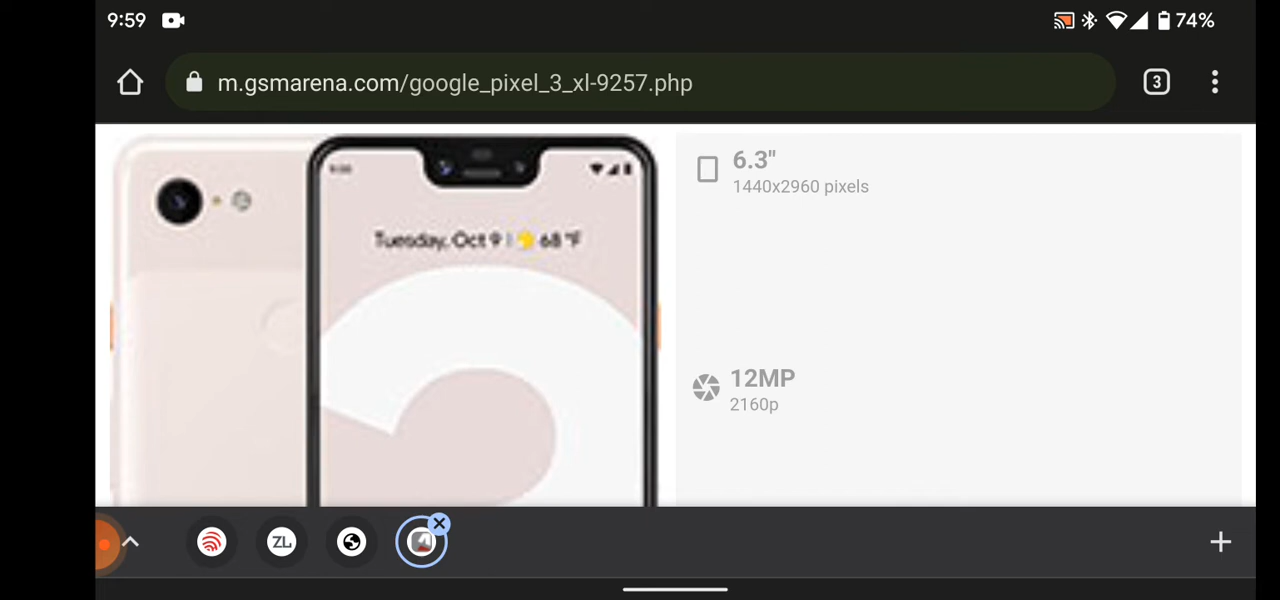 9:59
74%
m.gsmarena.com/google_pixel_3_xl-9257.php
3
6.3"
1440x2960 pixels
Tuesday, Oct 9 | 68 °F
12MP
2160p
ZL